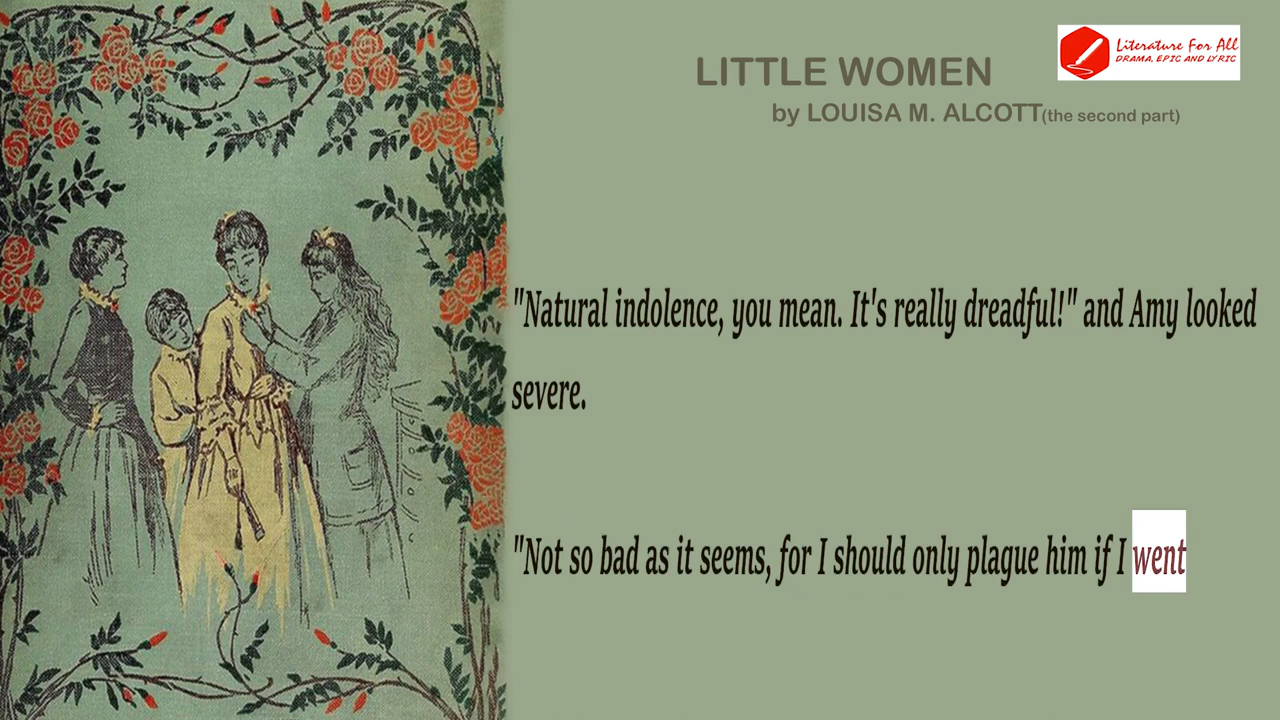 LITTLE WOMEN
by LOUISA M. ALCOTT(the second part)
Literature For All
DRAMA, EPIC AND LYRIC
"Natural indolence, you mean. It's really dreadful!" and Amy looked
severe.
"Not so bad as it seems, for I should only plague him if I went